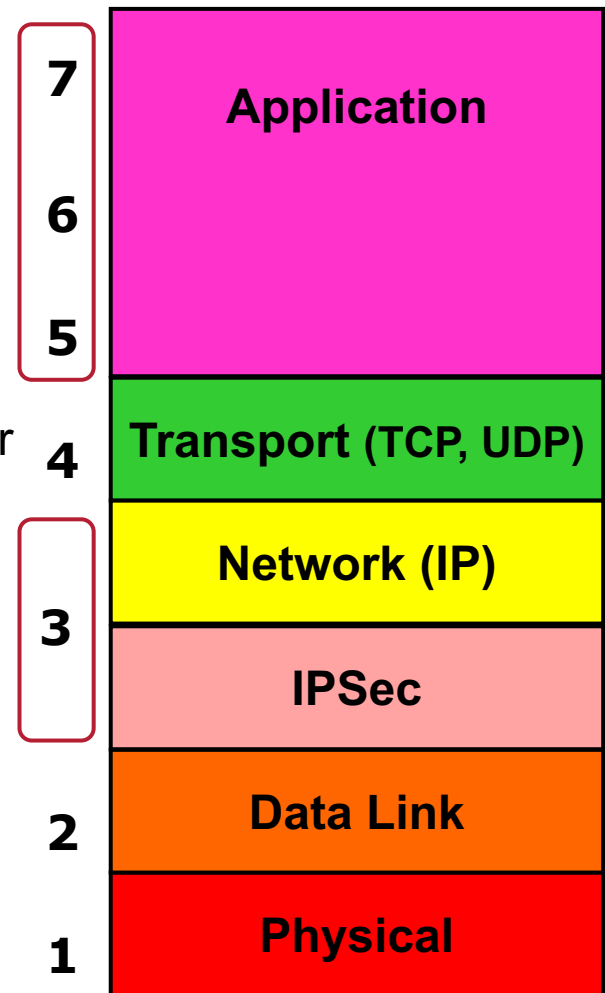 7
Application
6
5
r
4 Transport (TCP, UDP)
Network (IP)
3
IPSec
2 Data Link
1 Physical